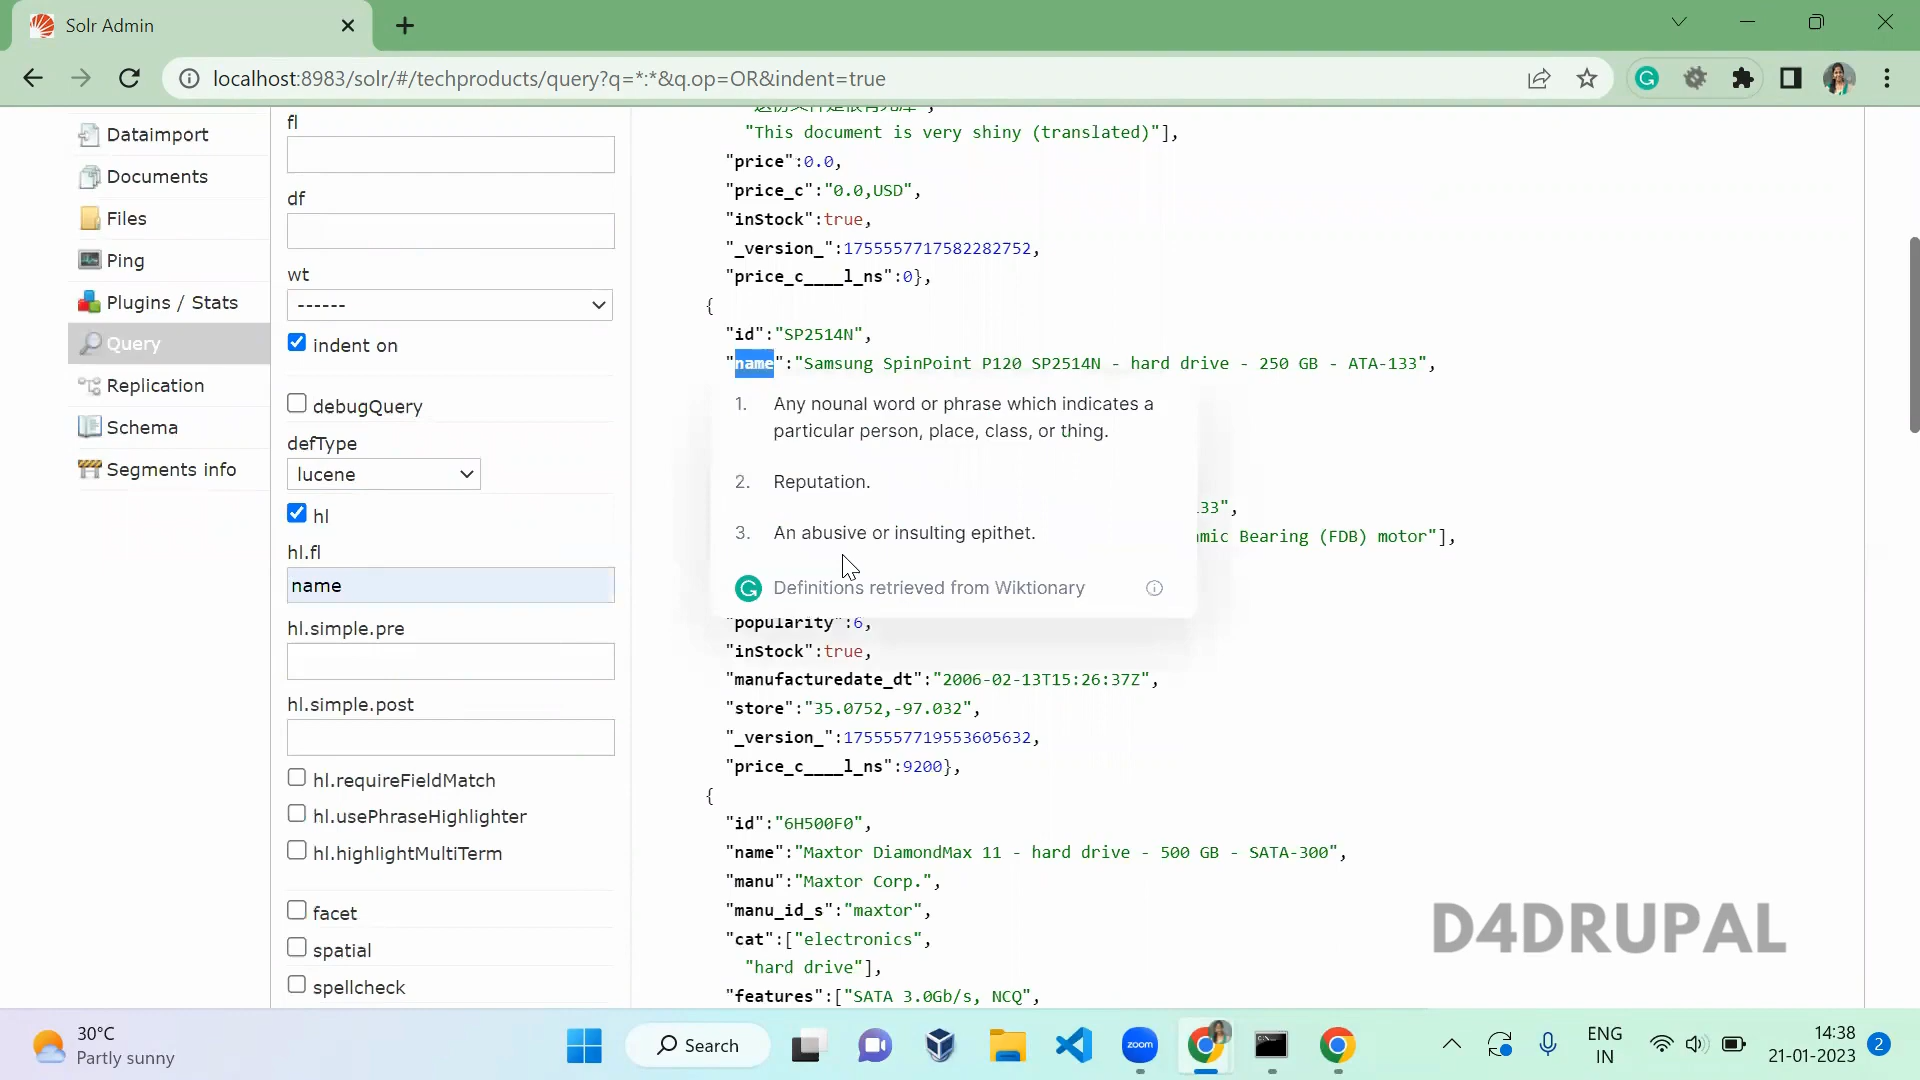 Solr Admin
localhost:8983/solr/#/techproducts/query?q=*:*&q.op=OR&indent=true
Dataimport
Documents
Files
Ping
Plugins / Stats
Query
Replication
Schema
Segments info
fl
df
wt
------
indent on
debugQuery
defType
lucene
hl
hl.fl
name
hl.simple.pre
hl.simple.post
hl.requireFieldMatch
hl.usePhraseHighlighter
hl.highlightMultiTerm
facet
spatial
spellcheck
"This document is very shiny (translated)"],
"price":0.0,
"price_c":"0.0,USD",
"inStock":true,
"_version_":1755557717582282752,
"price_c____l_ns":0},
{
"id":"SP2514N",
"name":"Samsung SpinPoint P120 SP2514N - hard drive - 250 GB - ATA-133",
1. Any nounal word or phrase which indicates a
particular person, place, class, or thing.
2. Reputation.
33",
3. An abusive or insulting epithet.
mic Bearing (FDB) motor"],
Definitions retrieved from Wiktionary
"popularity":6,
"inStock":true,
"manufacturedate_dt":"2006-02-13T15:26:37Z",
"store":"35.0752,-97.032",
"_version_":1755557719553605632,
"price_c____l_ns":9200},
{
"id":"6H500F0",
"name":"Maxtor DiamondMax 11 - hard drive - 500 GB - SATA-300",
"manu":"Maxtor Corp.",
"manu_id_s":"maxtor",
"cat":["electronics",
"hard drive"],
"features":["SATA 3.0Gb/s, NCQ",
D4DRUPAL
30°C
Partly sunny
Search
zoom
ENG
IN
14:38
21-01-2023
2